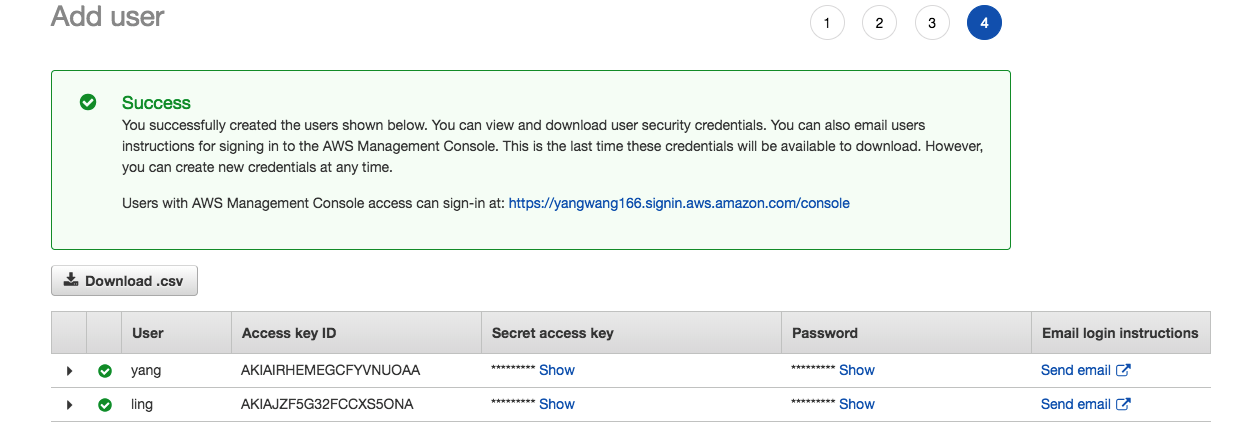 Add user
1 2 3 4
Success
You successfully created the users shown below. You can view and download user security credentials. You can also email users
instructions for signing in to the AWS Management Console. This is the last time these credentials will be available to download. However,
you can create new credentials at any time.
Users with AWS Management Console access can sign-in at: https://yangwang166.signin.aws.amazon.com/console
Download .csv
User Access key ID Secret access key Password Email login instructions
yang AKIAIRHEMEGCFYVNUOAA ********* Show ********* Show Send email
ling AKIAJZF5G32FCCXS5ONA ********* Show ********* Show Send email